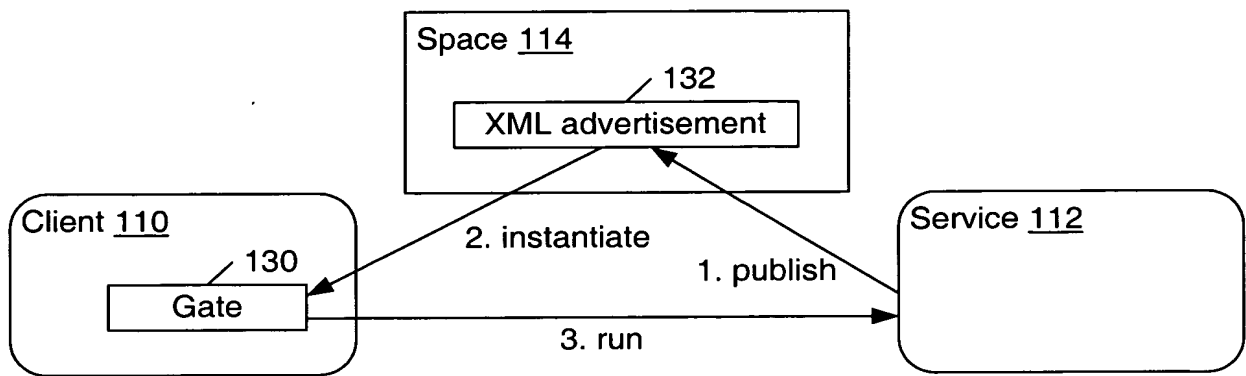 Space 114
132
XML advertisement
Client 110
2. instantiate
Service 112
130
1. publish
Gate
3. run